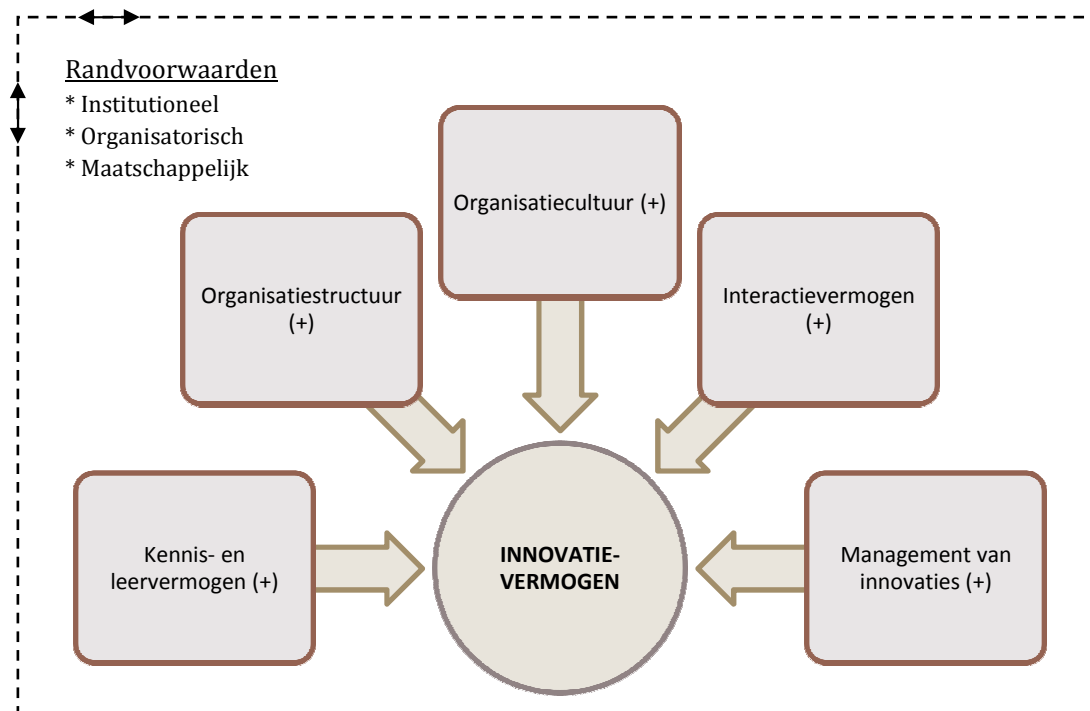 Randvoorwaarden
* Institutioneel
* Organisatorisch
* Maatschappelijk
Organisatiecultuur (+)
Organisatiestructuur
(+)
Interactievermogen
(+)
Kennis- en
leervermogen (+)
INNOVATIE-
VERMOGEN
Management van
innovaties (+)